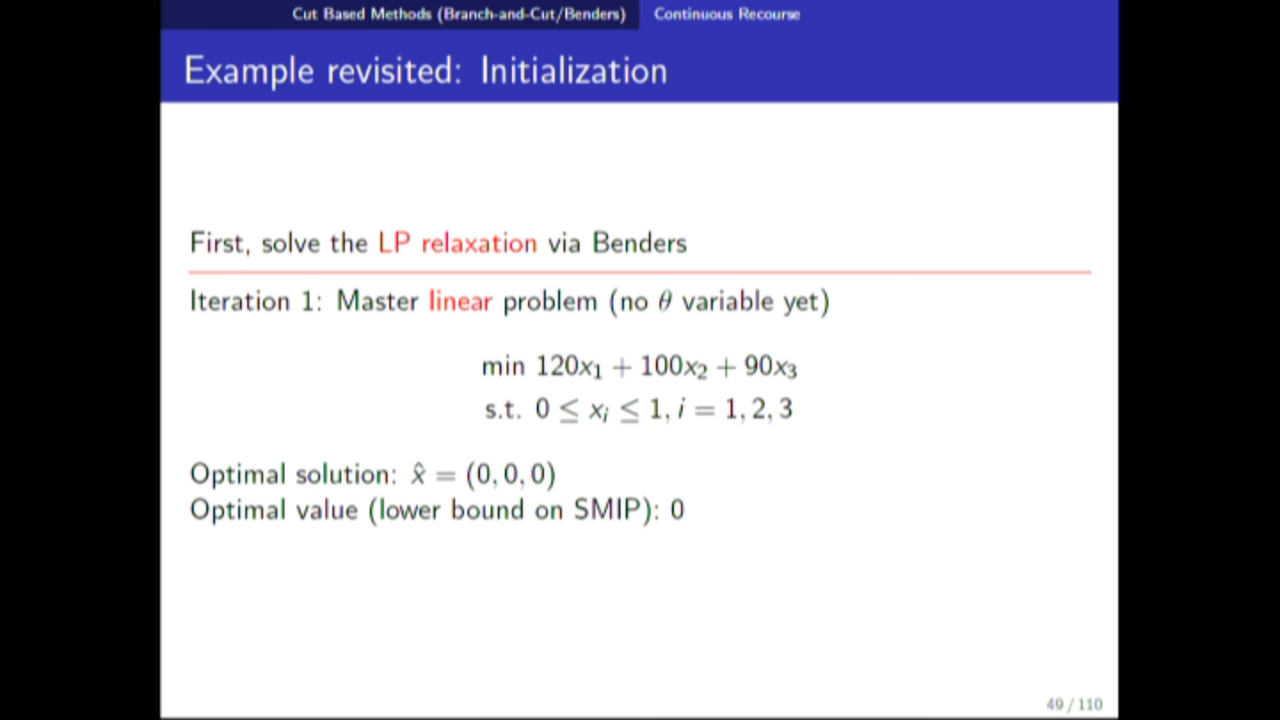 Cut Based Methods (Branch-and-Cut/Benders) Continuous Recourse
Example revisited: Initialization
First, solve the LP relaxation via Benders
Iteration 1: Master linear problem (no θ variable yet)
min 120x₁ + 100x₂ + 90x₃
s.t. 0 ≤ xᵢ ≤ 1, i = 1, 2, 3
Optimal solution: x̂ = (0, 0, 0)
Optimal value (lower bound on SMIP): 0
49 / 110